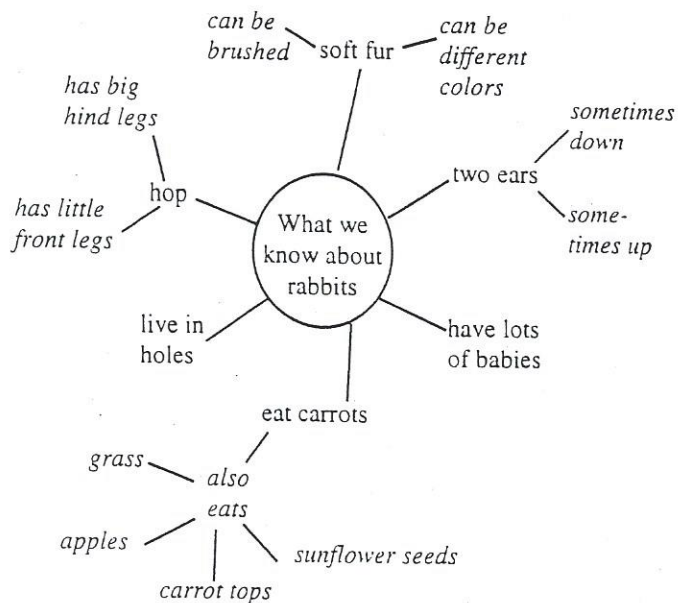 can be
brushed
soft fur
can be
different
colors
has big
hind legs
hop
has little
front legs
sometimes
down
two ears
some-
times up
What we
know about
rabbits
live in
holes
have lots
of babies
eat carrots
grass
also
eats
apples
carrot tops
sunflower seeds